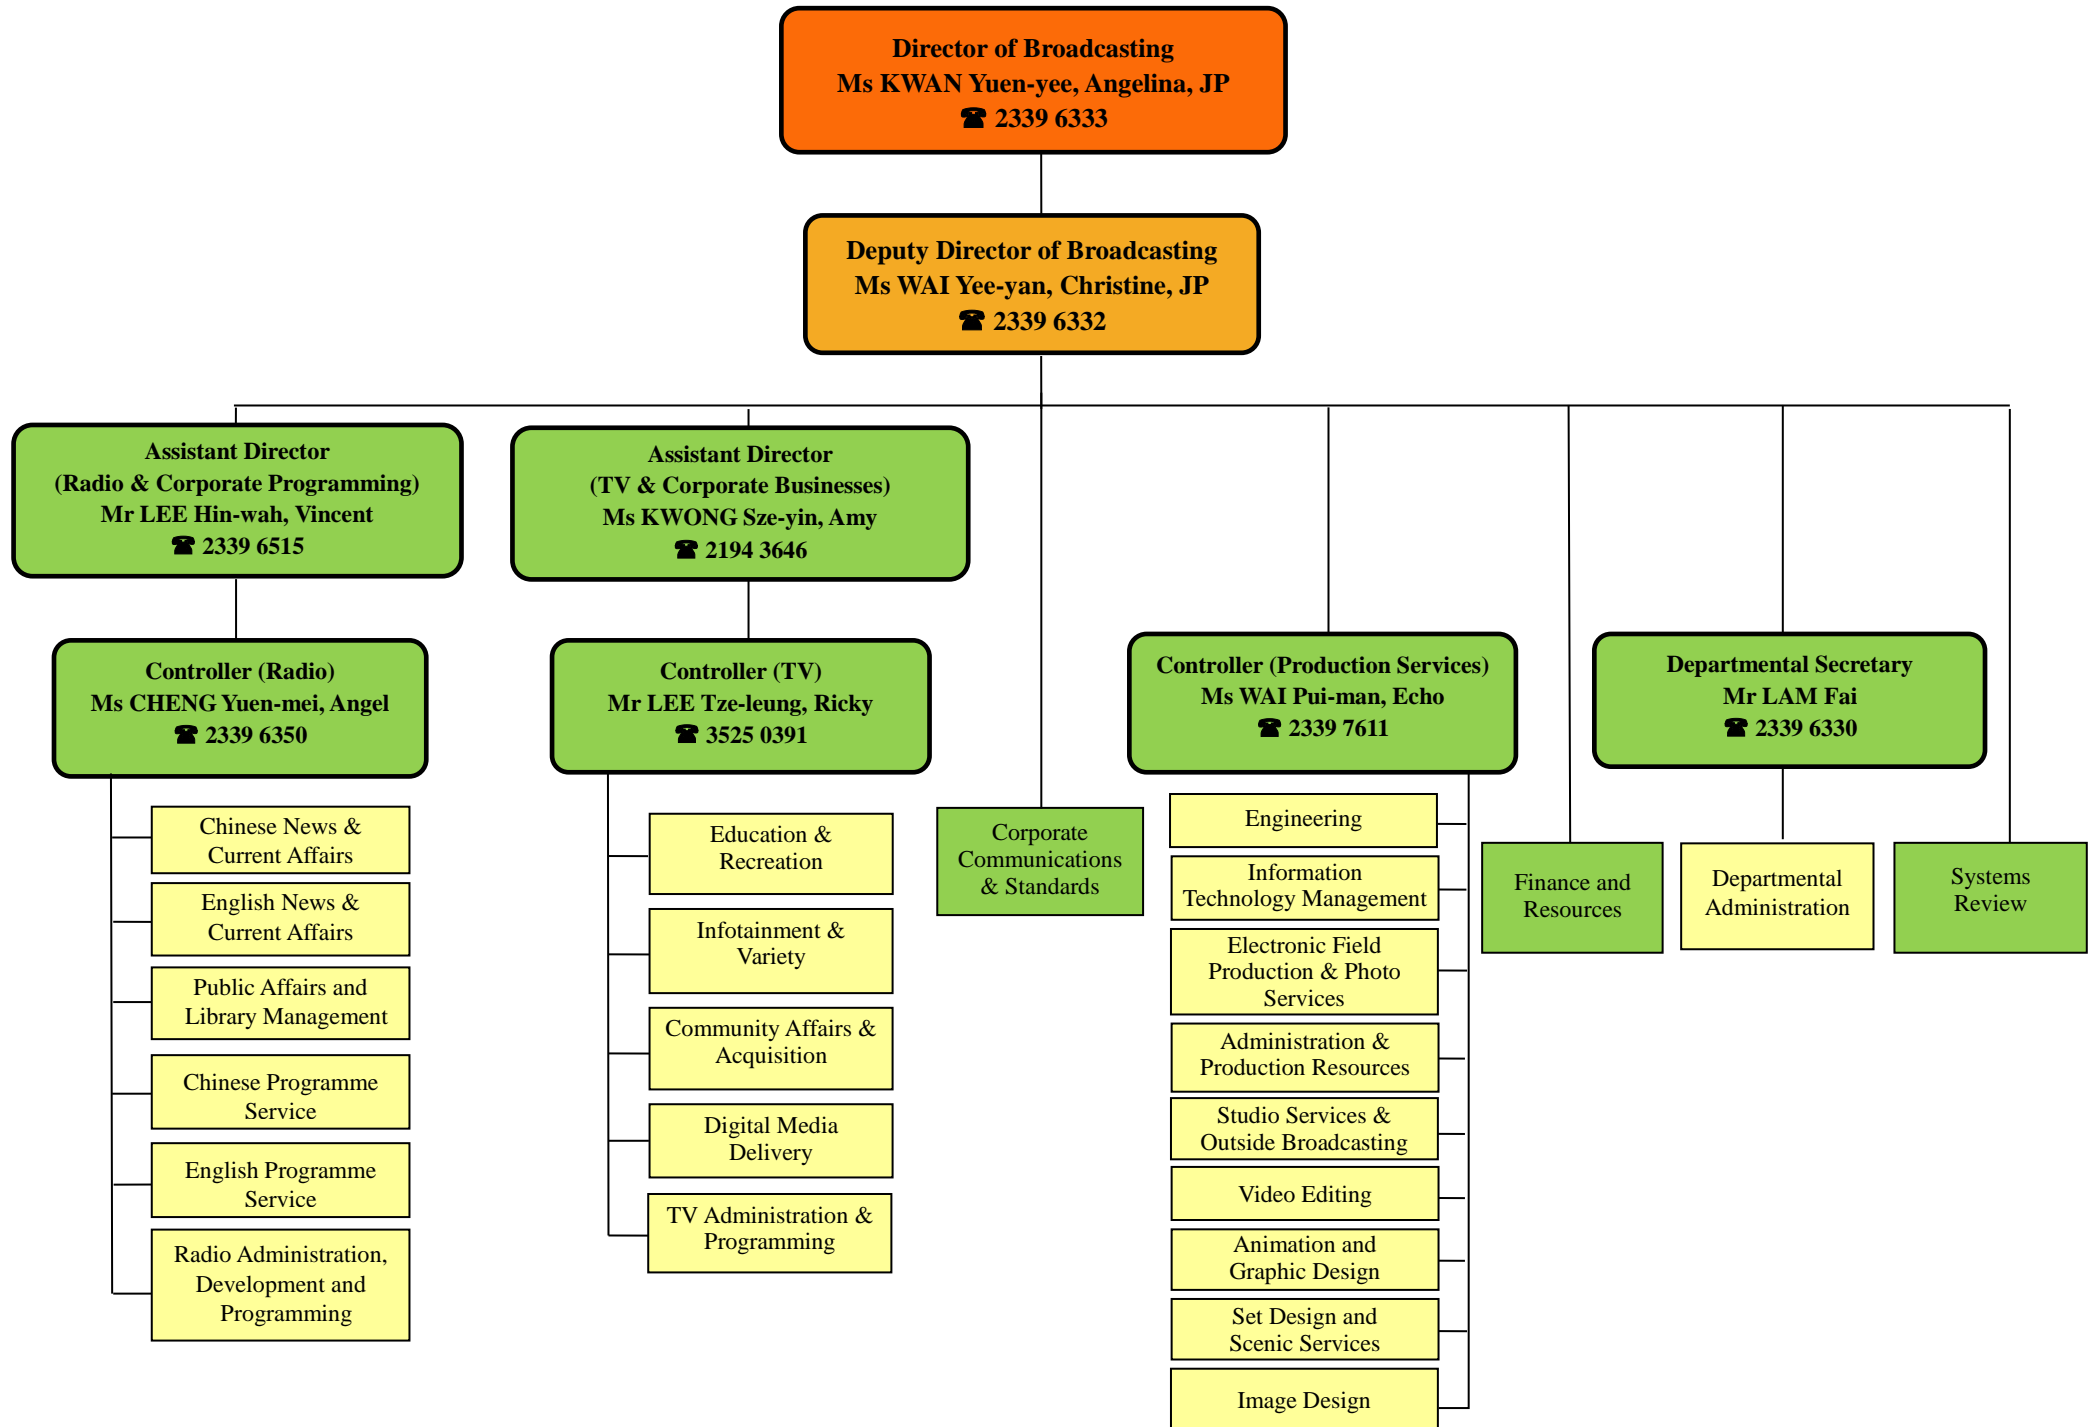 Director of Broadcasting
Ms KWAN Yuen-yee, Angelina, JP
☎ 2339 6333
Deputy Director of Broadcasting
Ms WAI Yee-yan, Christine, JP
☎ 2339 6332
Assistant Director
(Radio & Corporate Programming)
Mr LEE Hin-wah, Vincent
☎ 2339 6515
Assistant Director
(TV & Corporate Businesses)
Ms KWONG Sze-yin, Amy
☎ 2194 3646
Controller (Radio)
Ms CHENG Yuen-mei, Angel
☎ 2339 6350
Controller (TV)
Mr LEE Tze-leung, Ricky
☎ 3525 0391
Controller (Production Services)
Ms WAI Pui-man, Echo
☎ 2339 7611
Departmental Secretary
Mr LAM Fai
☎ 2339 6330
Chinese News &
Current Affairs
English News &
Current Affairs
Public Affairs and
Library Management
Chinese Programme
Service
English Programme
Service
Radio Administration,
Development and
Programming
Education &
Recreation
Infotainment &
Variety
Community Affairs &
Acquisition
Digital Media
Delivery
TV Administration &
Programming
Corporate
Communications
& Standards
Engineering
Information
Technology Management
Electronic Field
Production & Photo
Services
Administration &
Production Resources
Studio Services &
Outside Broadcasting
Video Editing
Animation and
Graphic Design
Set Design and
Scenic Services
Image Design
Finance and
Resources
Departmental
Administration
Systems
Review